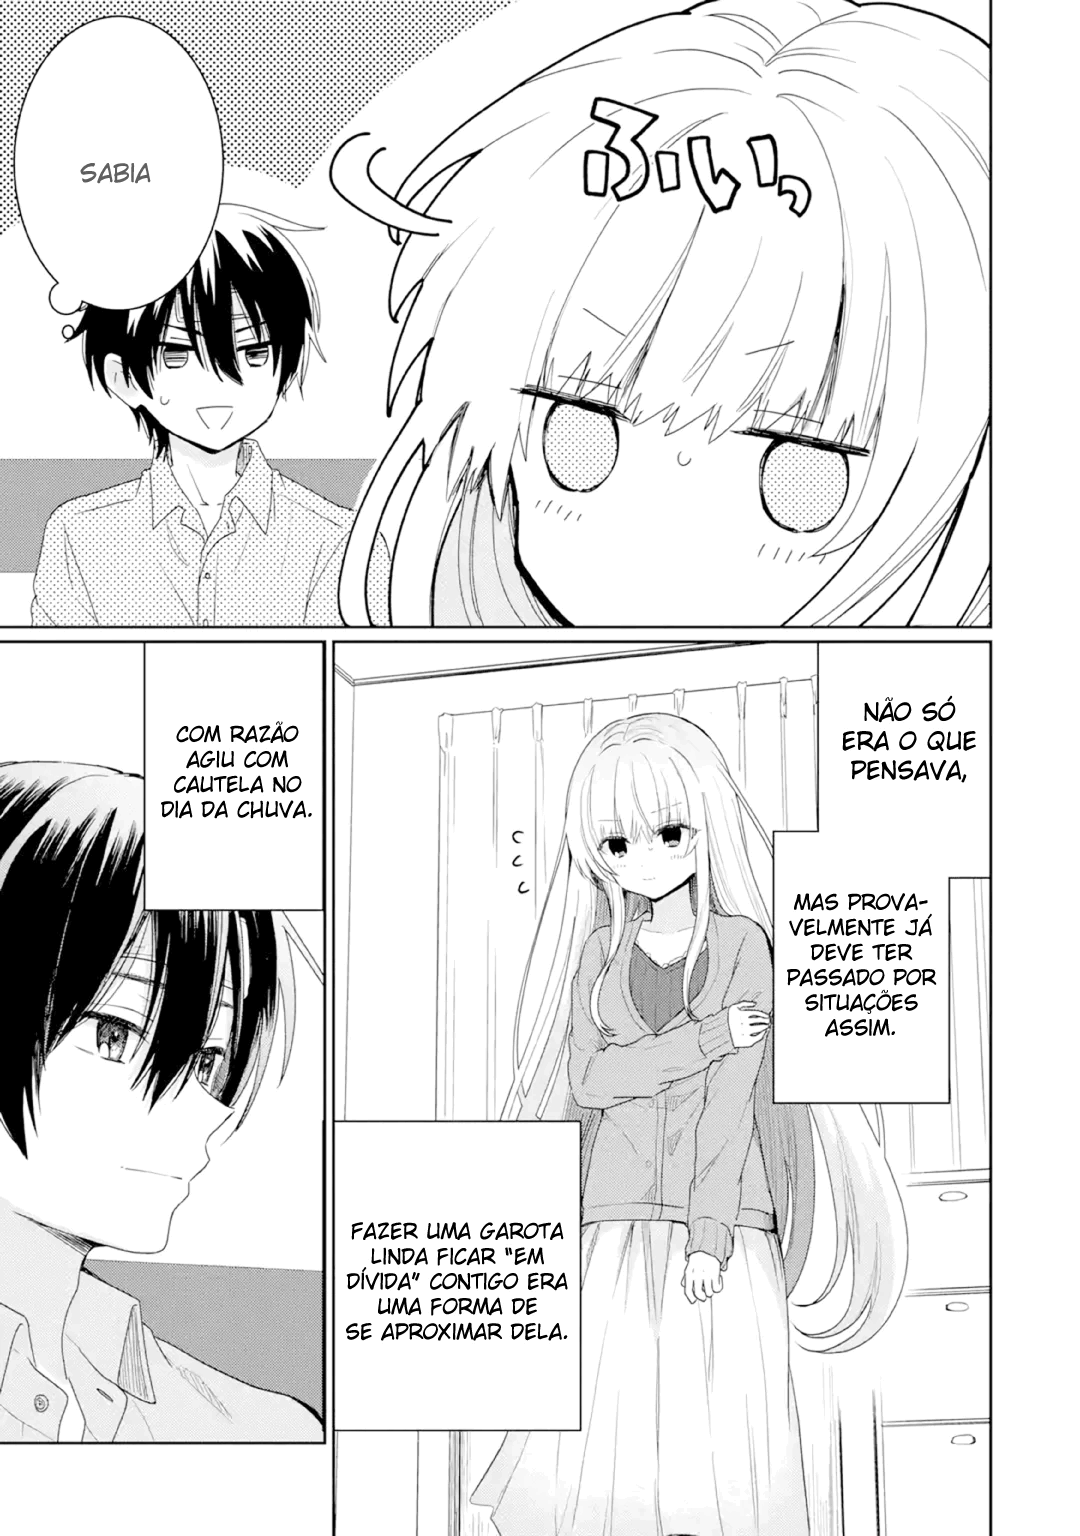 ふいっ
SABIA
NÃO SÓ
ERA O QUE
PENSAVA,
MAS PROVA-
VELMENTE JÁ
DEVE TER
PASSADO POR
SITUAÇÕES
ASSIM.
FAZER UMA GAROTA
LINDA FICAR "EM
DÍVIDA" CONTIGO ERA
UMA FORMA DE
SE APROXIMAR DELA.
COM RAZÃO
AGIU COM
CAUTELA NO
DIA DA CHUVA.